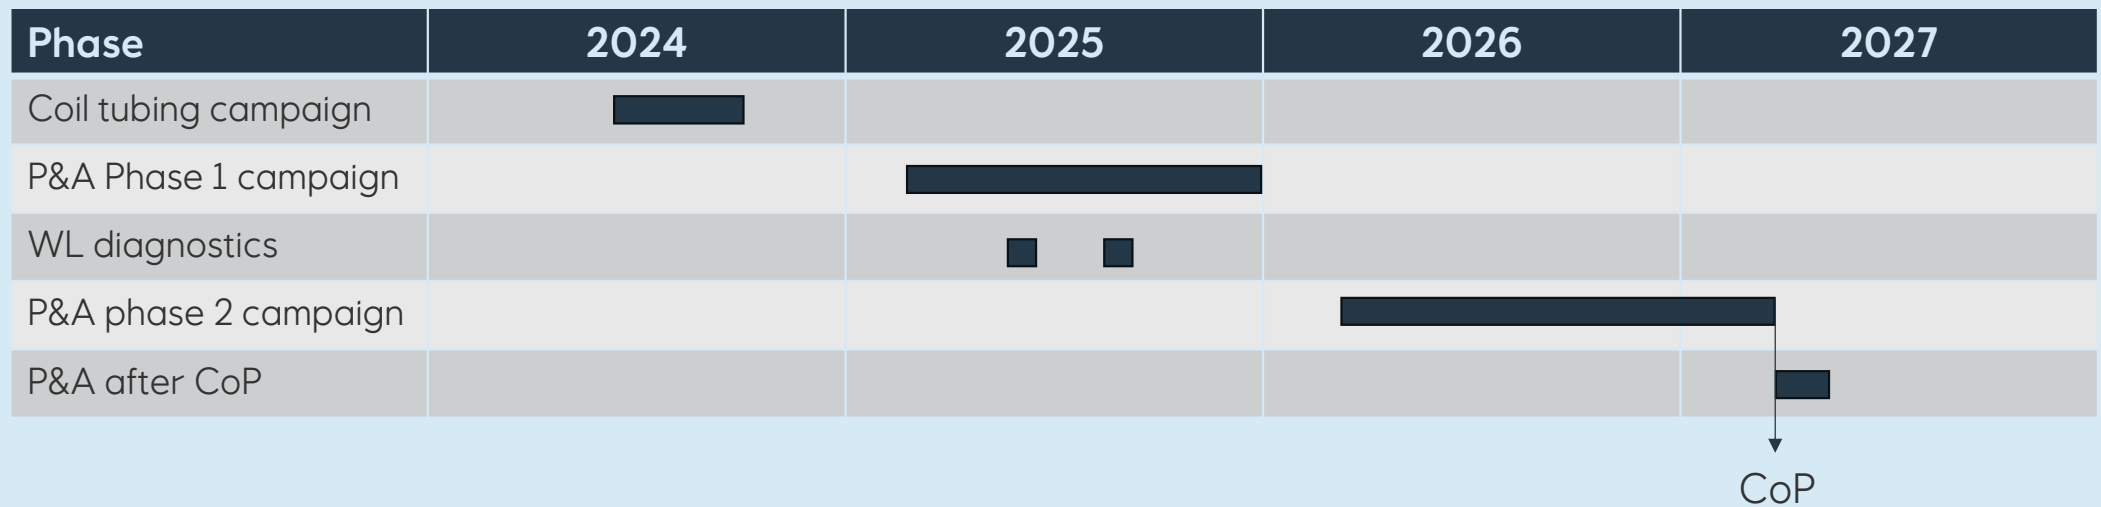 Phase 2024 2025 2026 2027
Coil tubing campaign
P&A Phase 1 campaign
WL diagnostics
P&A phase 2 campaign
P&A after CoP
CoP